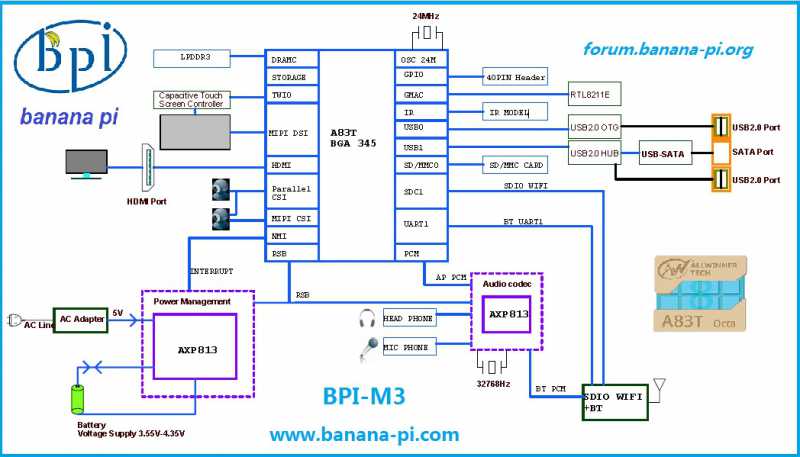 24MHz
forum.banana-pi.org
bpi
banana pi
LPDDR3
DRAMC
OSC 24M
STORAGE
GPIO
40PIN Header
Capacitive Touch
Screen Controller
TWIO
GMAC
RTL8211E
A83T
BGA 345
IR
IR MODEL
MIPI DSI
USB0
USB2.0 OTG
USB2.0 Port
USB1
USB2.0 HUB
USB-SATA
SATA Port
HDMI
SD/MMC0
SD/MMC CARD
USB2.0 Port
HDMI Port
Parallel
CSI
SDC1
SDIO WIFI
MIPI CSI
UART1
BT UART1
NMI
RSB
PCM
INTERRUPT
AP PCM
ALLWINNER
TECH
A83T Octa
RSB
Power Management
Audio codec
AXP813
AC Line
AC Adapter
5V
HEAD PHONE
AXP813
MIC PHONE
32768Hz
BT PCM
SDIO WIFI
+BT
BPI-M3
Battery
Voltage Supply 3.55V-4.35V
www.banana-pi.com